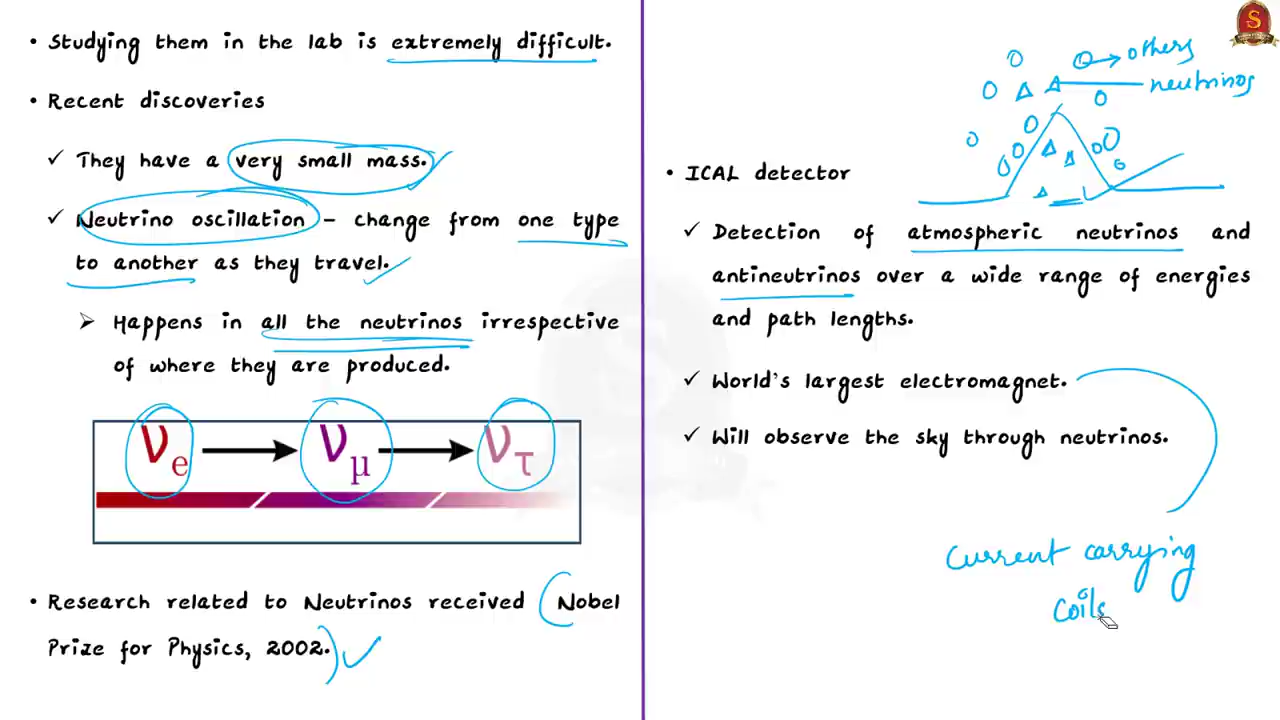 • Studying them in the lab is extremely difficult.
• Recent discoveries
✓ They have a very small mass.
✓ Neutrino oscillation – change from one type
to another as they travel.
➢ Happens in all the neutrinos irrespective
of where they are produced.
νe → νμ → ντ
• Research related to Neutrinos received (Nobel
Prize for Physics, 2002.)
others
neutrinos
• ICAL detector
✓ Detection of atmospheric neutrinos and
antineutrinos over a wide range of energies
and path lengths.
✓ World's largest electromagnet.
✓ Will observe the sky through neutrinos.
Current carrying
Coils
S